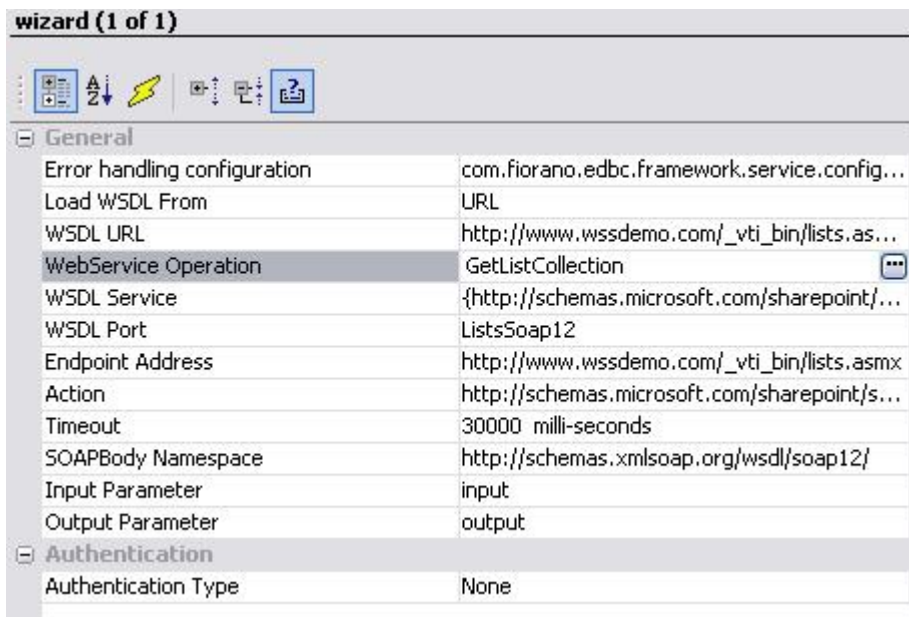 wizard (1 of 1)
General
Error handling configuration com.fiorano.edbc.framework.service.config...
Load WSDL From URL
WSDL URL http://www.wssdemo.com/_vti_bin/lists.as...
WebService Operation GetListCollection
WSDL Service {http://schemas.microsoft.com/sharepoint/...
WSDL Port ListsSoap12
Endpoint Address http://www.wssdemo.com/_vti_bin/lists.asmx
Action http://schemas.microsoft.com/sharepoint/s...
Timeout 30000 milli-seconds
SOAPBody Namespace http://schemas.xmlsoap.org/wsdl/soap12/
Input Parameter input
Output Parameter output
Authentication
Authentication Type None